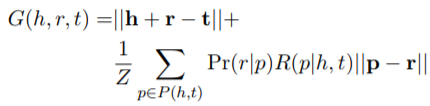 G(h, r, t) =||h + r − t||+
1/Z ∑_{p∈P(h,t)} Pr(r|p)R(p|h, t)||p − r||